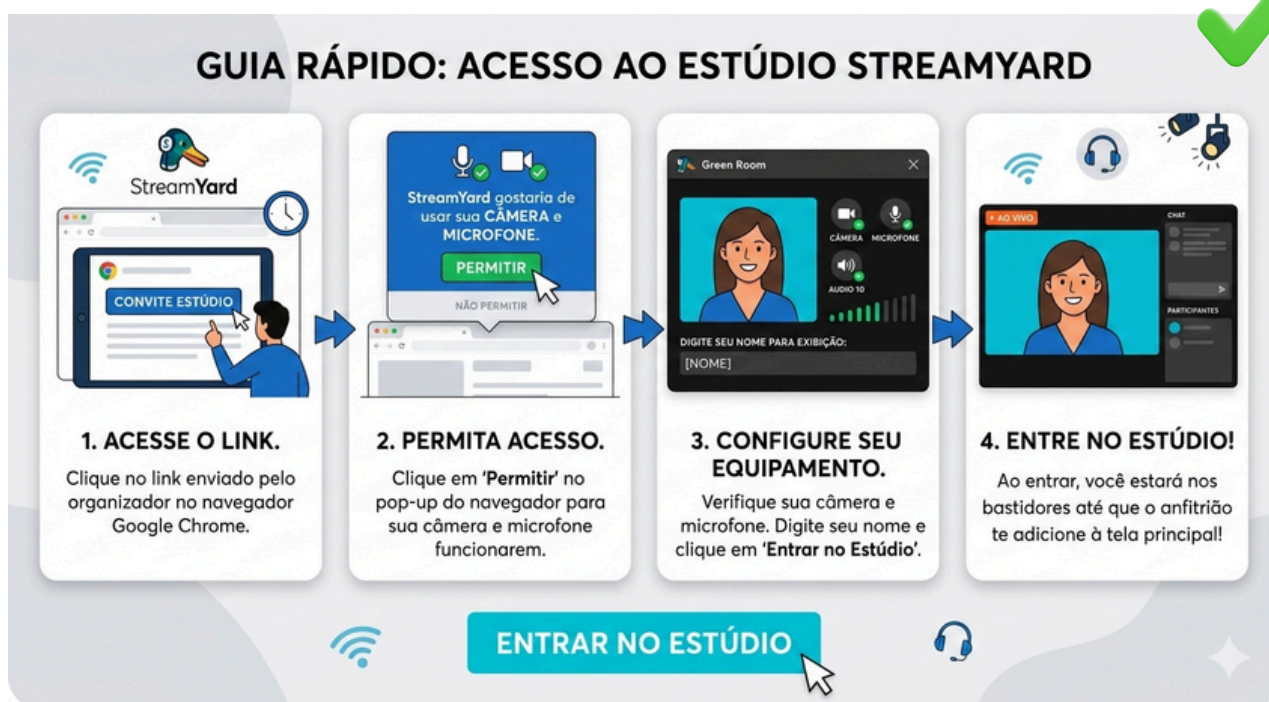 GUIA RÁPIDO: ACESSO AO ESTÚDIO STREAMYARD
S
StreamYard
CONVITE ESTÚDIO
1. ACESSE O LINK.
Clique no link enviado pelo
organizador no navegador
Google Chrome.
StreamYard gostaria de
usar sua CÂMERA e
MICROFONE.
PERMITIR
NÃO PERMITIR
2. PERMITA ACESSO.
Clique em 'Permitir' no
pop-up do navegador para
sua câmera e microfone
funcionarem.
Green Room
CÂMERA MICROFONE
AUDIO 10
DIGITE SEU NOME PARA EXIBIÇÃO:
[NOME]
3. CONFIGURE SEU
EQUIPAMENTO.
Verifique sua câmera e
microfone. Digite seu nome e
clique em 'Entrar no Estúdio'.
AO VIVO
CHAT
PARTICIPANTES
4. ENTRE NO ESTÚDIO!
Ao entrar, você estará nos
bastidores até que o anfitrião
te adicione à tela principal!
ENTRAR NO ESTÚDIO